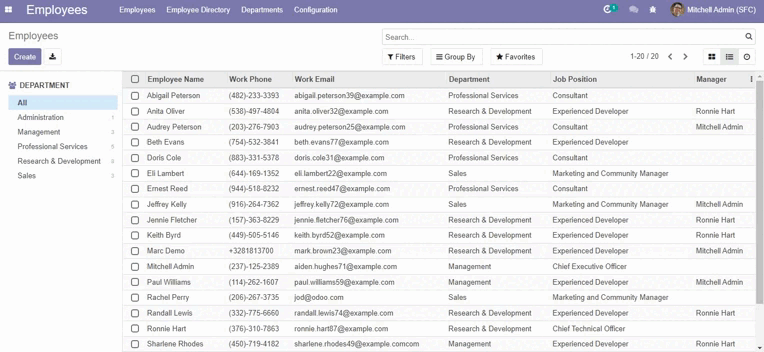 Employees Employees Employee Directory Departments Configuration 1 Mitchell Admin (SFC)
Employees Search...
Create Filters Group By Favorites 1-20 / 20
DEPARTMENT
All
Administration 1
Management 3
Professional Services
Research & Development
Sales 3
Employee Name Work Phone Work Email Department Job Position Manager
Abigail Peterson (482)-233-3393 abigail.peterson39@example.com Professional Services Consultant
Anita Oliver (538)-497-4804 anita.oliver32@example.com Research & Development Experienced Developer Ronnie Hart
Audrey Peterson (203)-276-7903 audrey.peterson25@example.com Professional Services Consultant Mitchell Admin
Beth Evans (754)-532-3841 beth.evans77@example.com Research & Development Experienced Developer Ronnie Hart
Doris Cole (883)-331-5378 doris.cole31@example.com Professional Services Consultant
Eli Lambert (644)-169-1352 eli.lambert22@example.com Sales Marketing and Community Manager
Ernest Reed (944)-518-8232 ernest.reed47@example.com Professional Services Consultant
Jeffrey Kelly (916)-264-7362 jeffrey.kelly72@example.com Sales Marketing and Community Manager Mitchell Admin
Jennie Fletcher (157)-363-8229 jennie.fletcher76@example.com Research & Development Experienced Developer Ronnie Hart
Keith Byrd (449)-505-5146 keith.byrd52@example.com Research & Development Experienced Developer Ronnie Hart
Marc Demo +3281813700 mark.brown23@example.com Research & Development Experienced Developer Mitchell Admin
Mitchell Admin (237)-125-2389 aiden.hughes71@example.com Management Chief Executive Officer
Paul Williams (114)-262-1607 paul.williams59@example.com Management Experienced Developer Mitchell Admin
Rachel Perry (206)-267-3735 jod@odoo.com Sales Marketing and Community Manager
Randall Lewis (332)-775-6660 randall.lewis74@example.com Research & Development Experienced Developer Ronnie Hart
Ronnie Hart (376)-310-7863 ronnie.hart87@example.com Research & Development Chief Technical Officer
Sharlene Rhodes (450)-719-4182 sharlene.rhodes49@example.comcom Management Experienced Developer Ronnie Hart